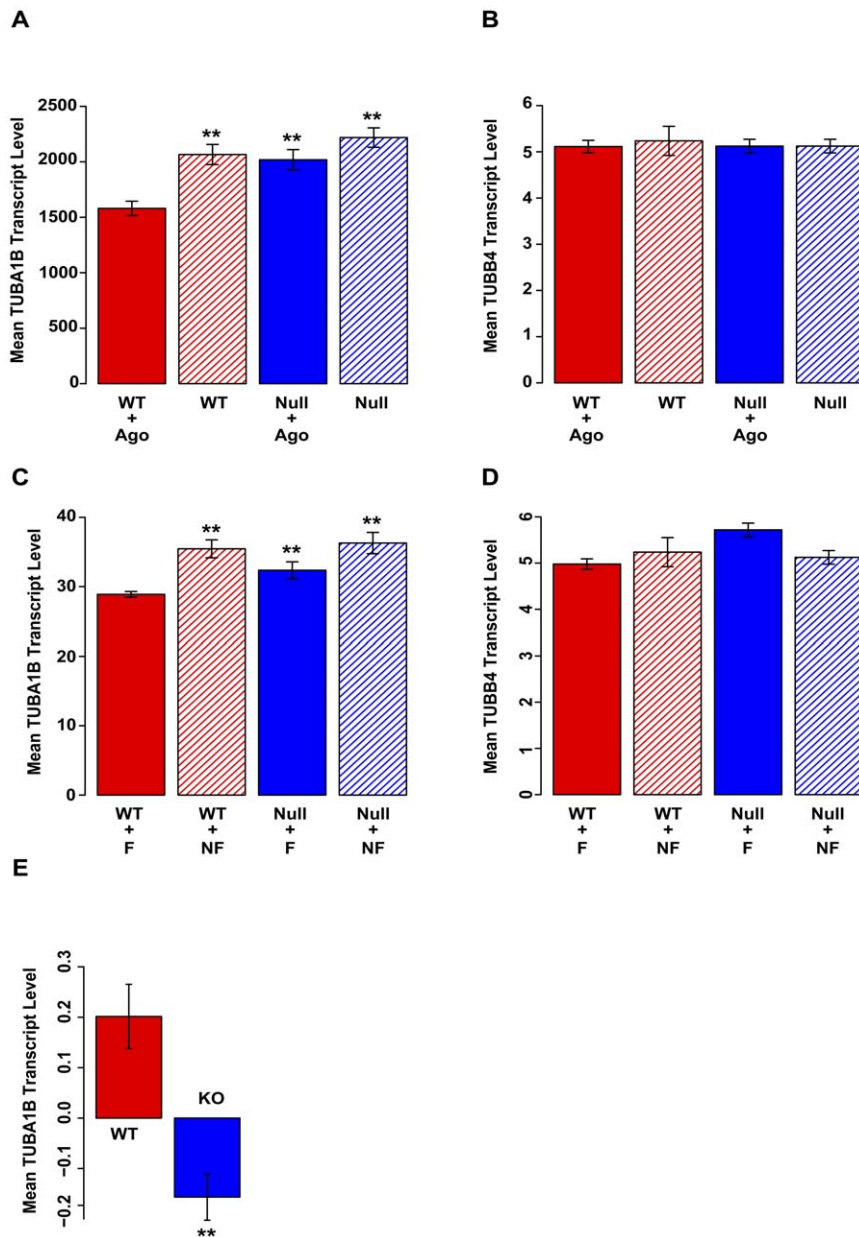 A
Mean TUBA1B Transcript Level
2500
2000
1500
1000
500
0
**
**
**
WT
+
Ago
WT
Null
+
Ago
Null
B
Mean TUBB4 Transcript Level
6
5
4
3
2
1
0
WT
+
Ago
WT
Null
+
Ago
Null
C
Mean TUBA1B Transcript Level
40
30
20
10
0
**
**
**
WT
+
F
WT
+
NF
Null
+
F
Null
+
NF
D
Mean TUBB4 Transcript Level
6
5
4
3
2
1
0
WT
+
F
WT
+
NF
Null
+
F
Null
+
NF
E
Mean TUBA1B Transcript Level
0.3
0.2
0.1
0.0
−0.1
−0.2
WT
KO
**